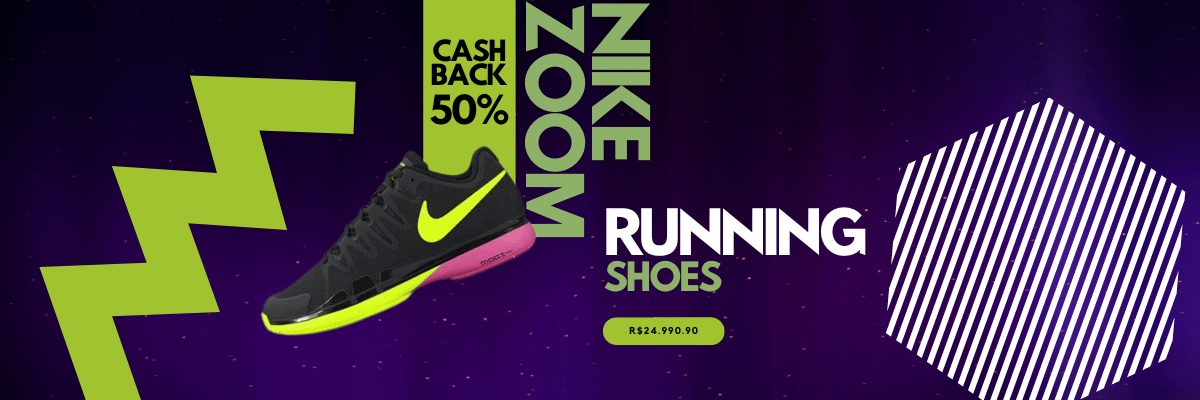 CASH
BACK
50%
NIKE
ZOOM
RUNNING
SHOES
R$24.990.90